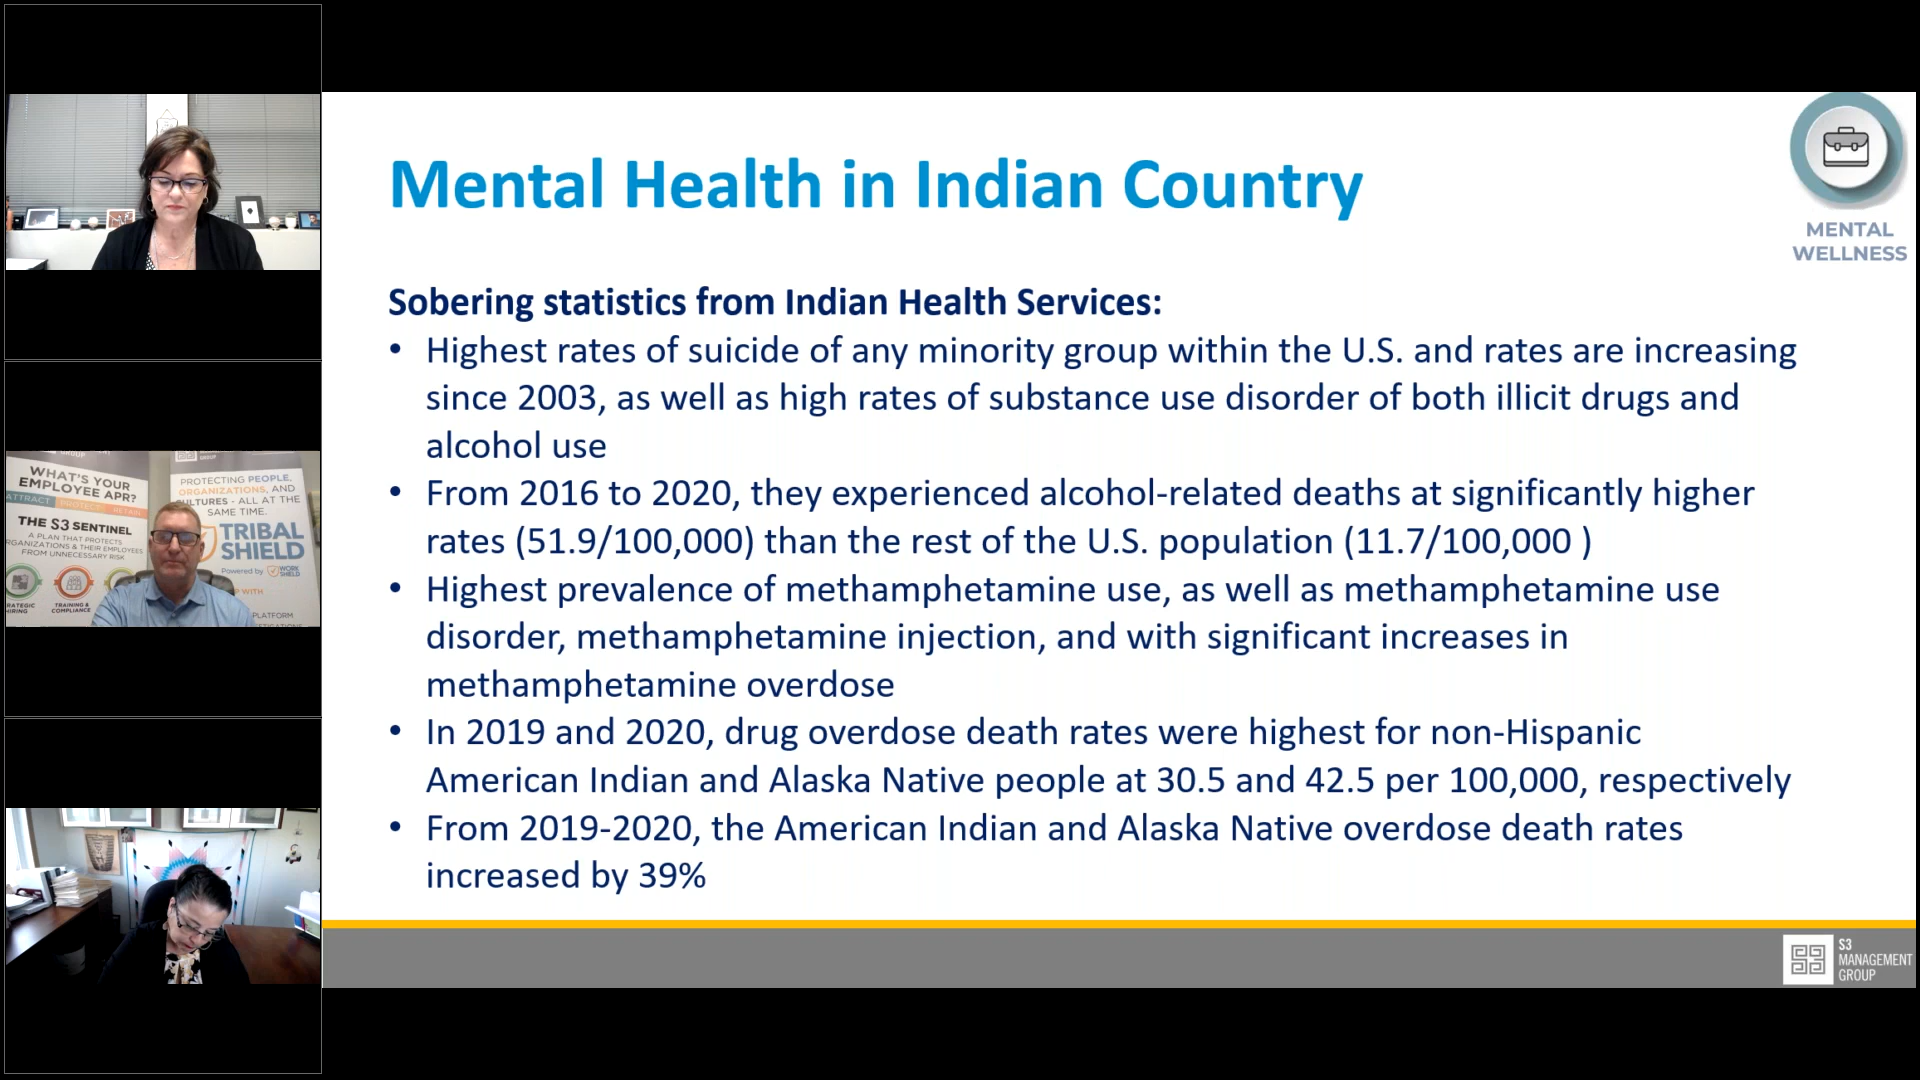 Mental Health in Indian Country
MENTAL
WELLNESS
Sobering statistics from Indian Health Services:
• Highest rates of suicide of any minority group within the U.S. and rates are increasing
since 2003, as well as high rates of substance use disorder of both illicit drugs and
alcohol use
• From 2016 to 2020, they experienced alcohol-related deaths at significantly higher
rates (51.9/100,000) than the rest of the U.S. population (11.7/100,000 )
• Highest prevalence of methamphetamine use, as well as methamphetamine use
disorder, methamphetamine injection, and with significant increases in
methamphetamine overdose
• In 2019 and 2020, drug overdose death rates were highest for non-Hispanic
American Indian and Alaska Native people at 30.5 and 42.5 per 100,000, respectively
• From 2019-2020, the American Indian and Alaska Native overdose death rates
increased by 39%
S3
MANAGEMENT
GROUP
WHAT'S YOUR
EMPLOYEE APR?
ATTRACT PROTECT RETAIN
THE S3 SENTINEL
A PLAN THAT PROTECTS
ORGANIZATIONS & THEIR EMPLOYEES
FROM UNNECESSARY RISK
TRAINING &
COMPLIANCE
GROUP
PROTECTING PEOPLE,
ORGANIZATIONS, AND
CULTURES - ALL AT THE
SAME TIME.
TRIBAL
SHIELD
Powered by WORK
SHIELD
WITH
PLATFORM